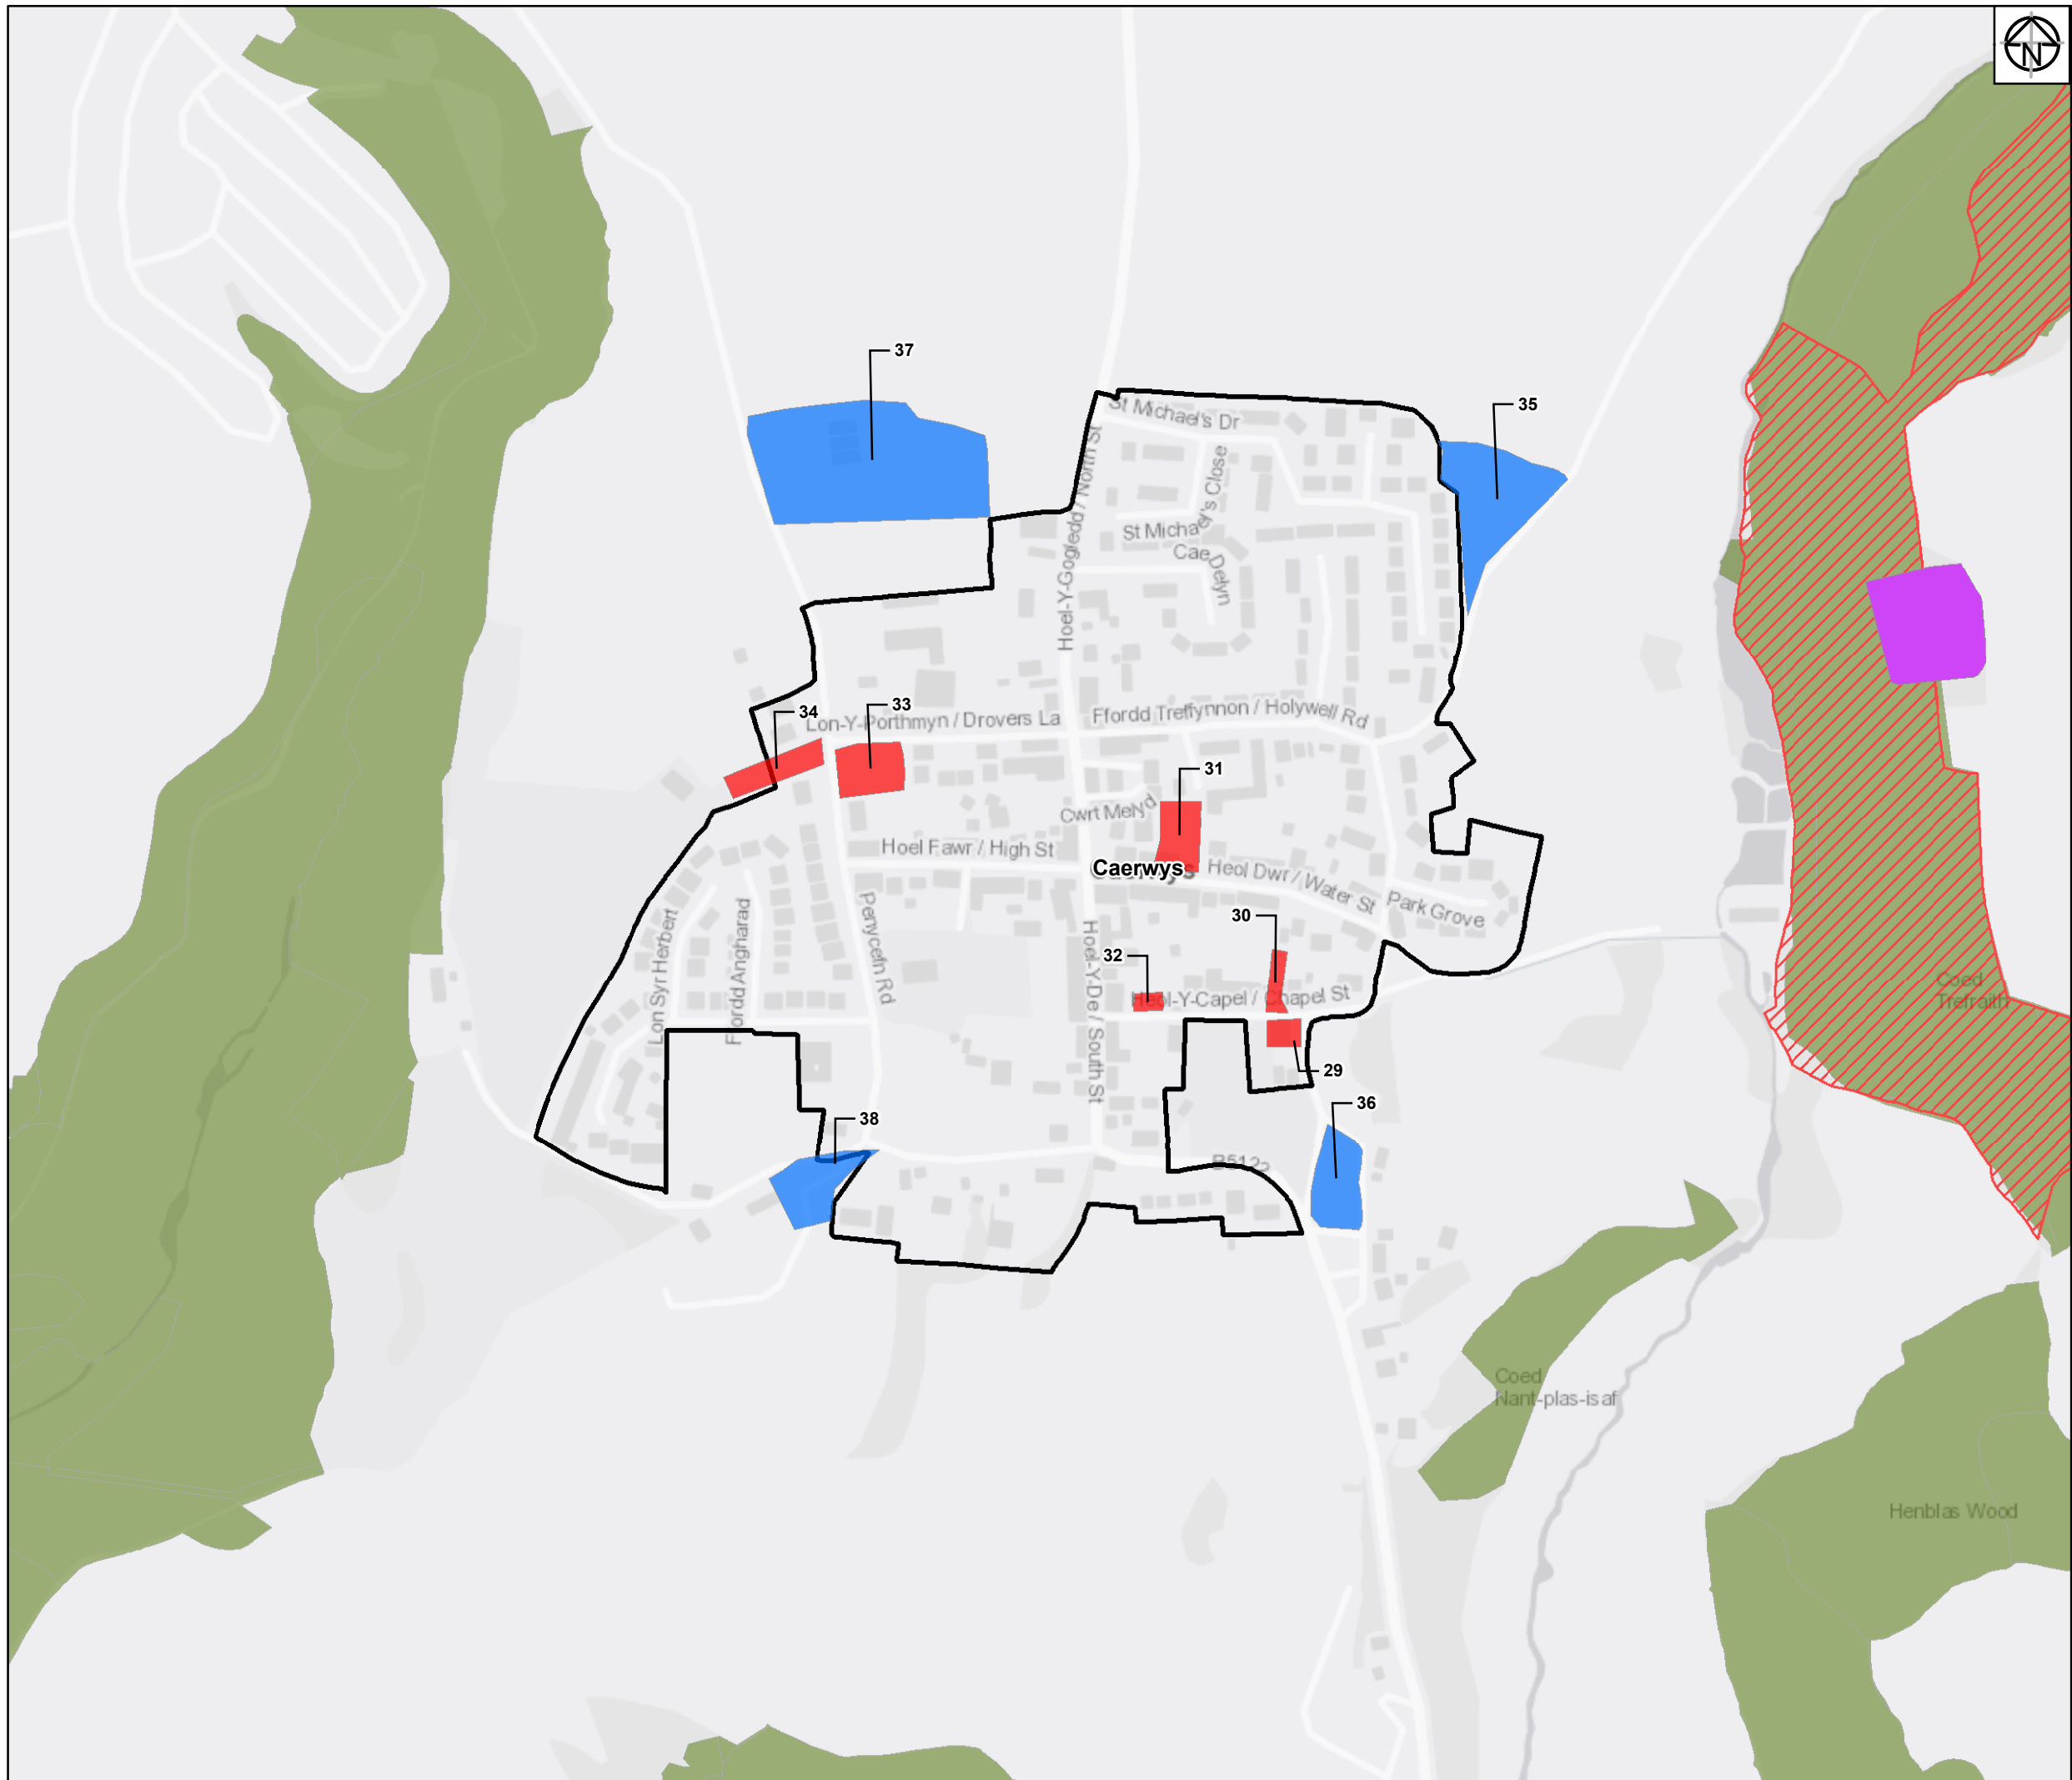 N
37
35
St Michael's Dr
Hoel-Y-Gogledd / North St
St Michael's Close
Cae Delyn
34
33
Lon-Y-Porthmyn / Drovers La
Ffordd Treffynnon / Holywell Rd
31
Cwrt Melyd
Hoel Fawr / High St
Caerwys
Heol Dwr / Water St
Park Grove
30
32
Penycefn Rd
Lon Syr Herbert
Ffordd Angharad
Hoel-Y-De / South St
Heol-Y-Capel / Chapel St
Coed
Trefraith
29
36
38
B5122
Coed
Nant-plas-isaf
Henblas Wood